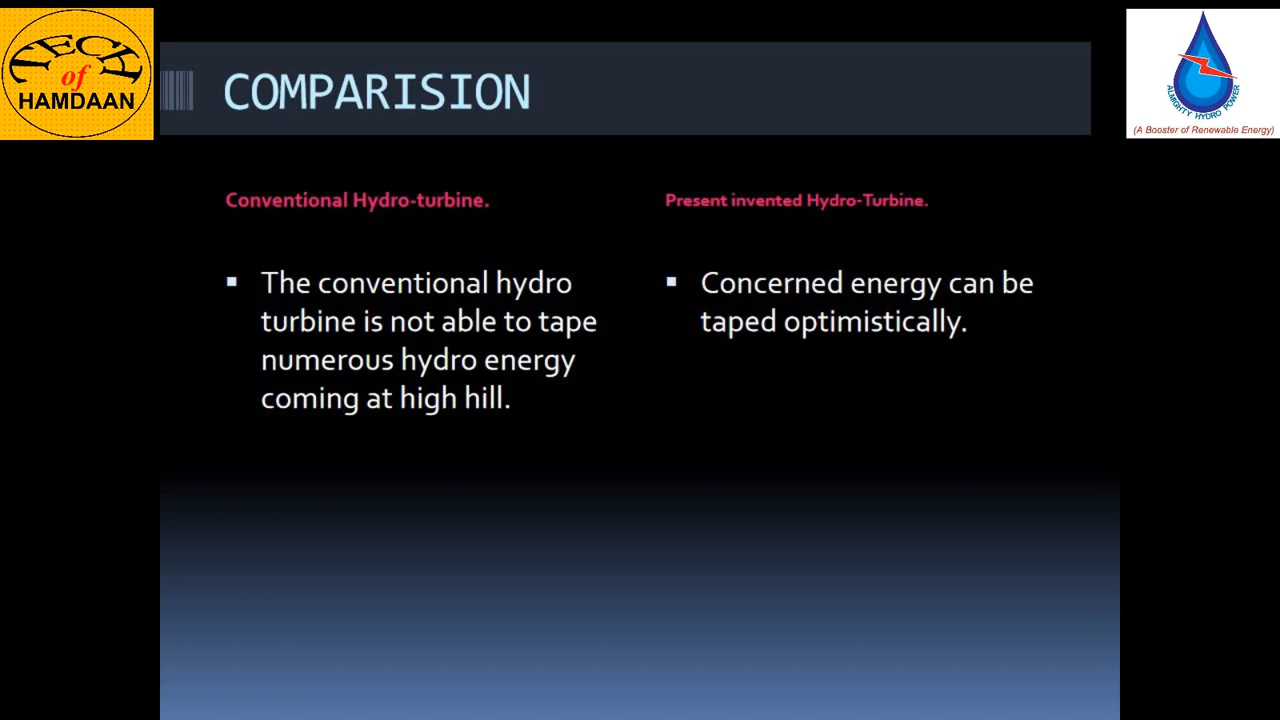 TECH
of
HAMDAAN
COMPARISION
ALMIGHTY HYDRO POWER
(A Booster of Renewable Energy)
Conventional Hydro-turbine.
Present invented Hydro-Turbine.
▪ The conventional hydro
turbine is not able to tape
numerous hydro energy
coming at high hill.
▪ Concerned energy can be
taped optimistically.